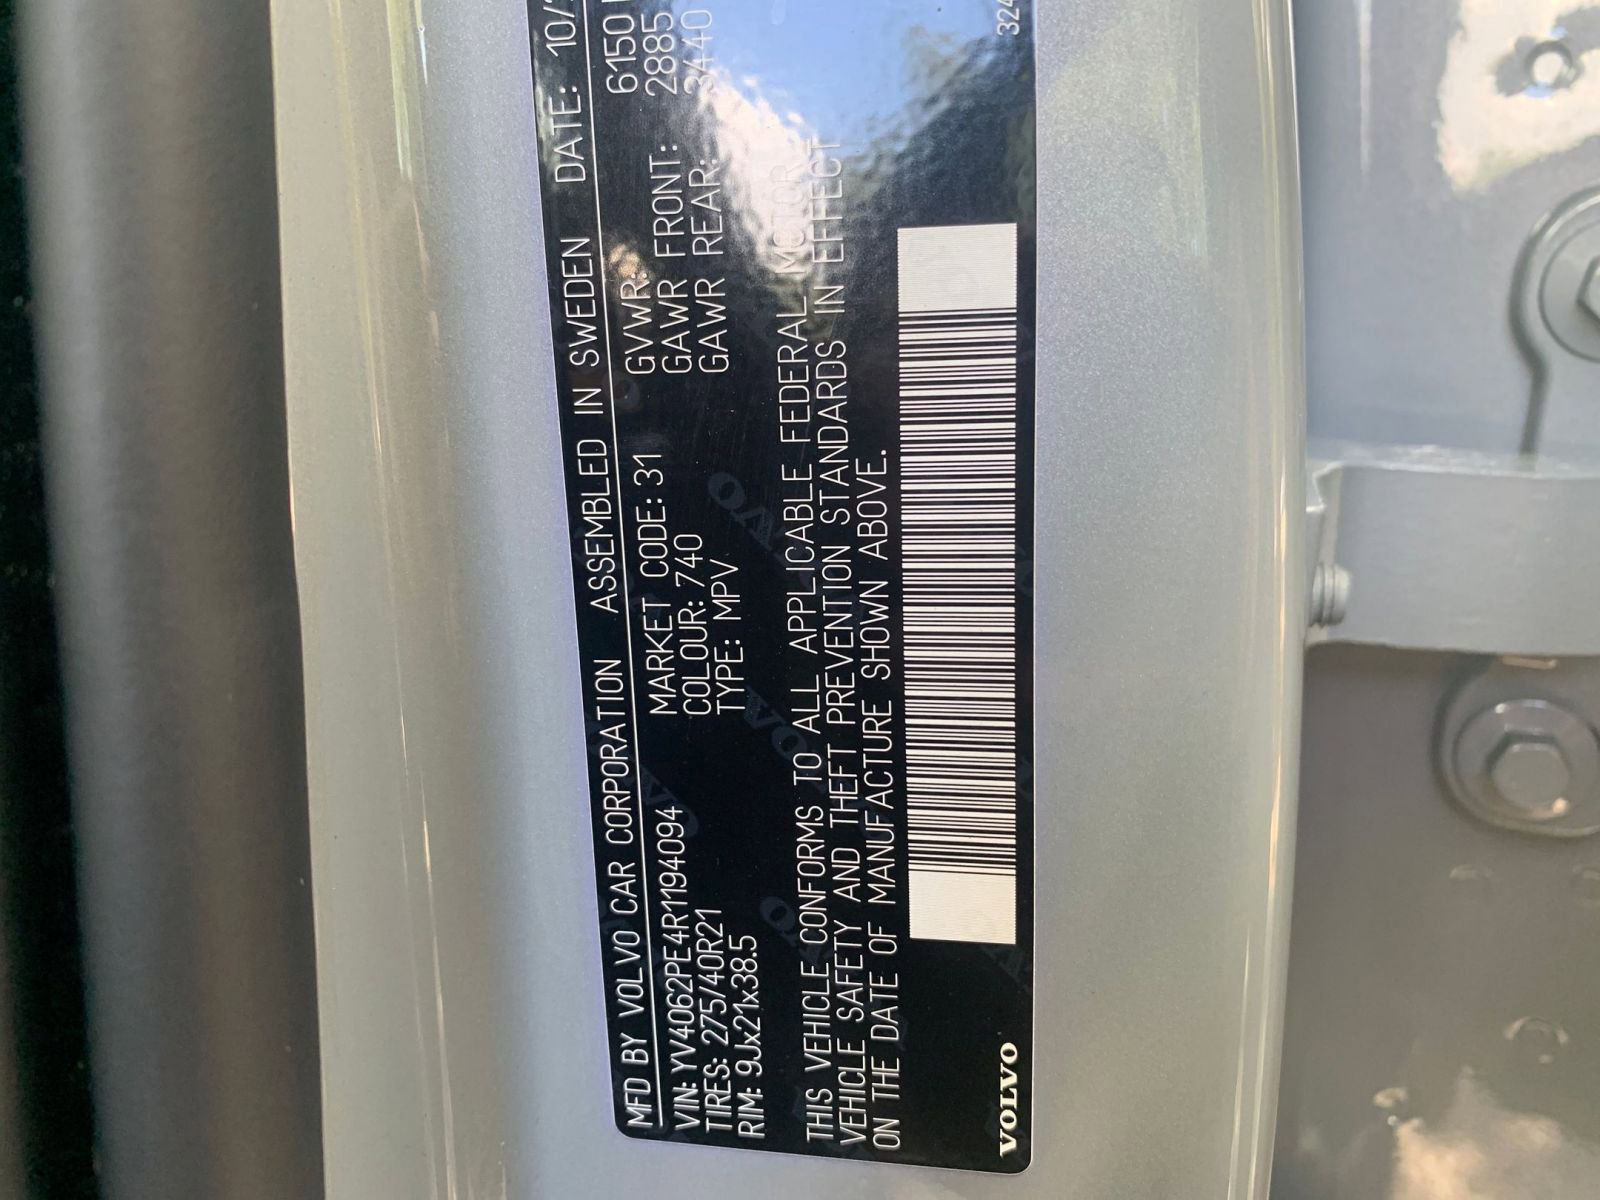 MFD BY VOLVO CAR CORPORATION ASSEMBLED IN SWEDEN DATE: 10/
VIN: YV4062PE4R1194094 MARKET CODE: 31 GVWR: 6150
TIRES: 275/40R21 COLOUR: 740 GAWR FRONT: 2885
RIM: 9Jx21x38.5 TYPE: MPV GAWR REAR: 3440
THIS VEHICLE CONFORMS TO ALL APPLICABLE FEDERAL MOTOR
VEHICLE SAFETY AND THEFT PREVENTION STANDARDS IN EFFECT
ON THE DATE OF MANUFACTURE SHOWN ABOVE.
VOLVO 324